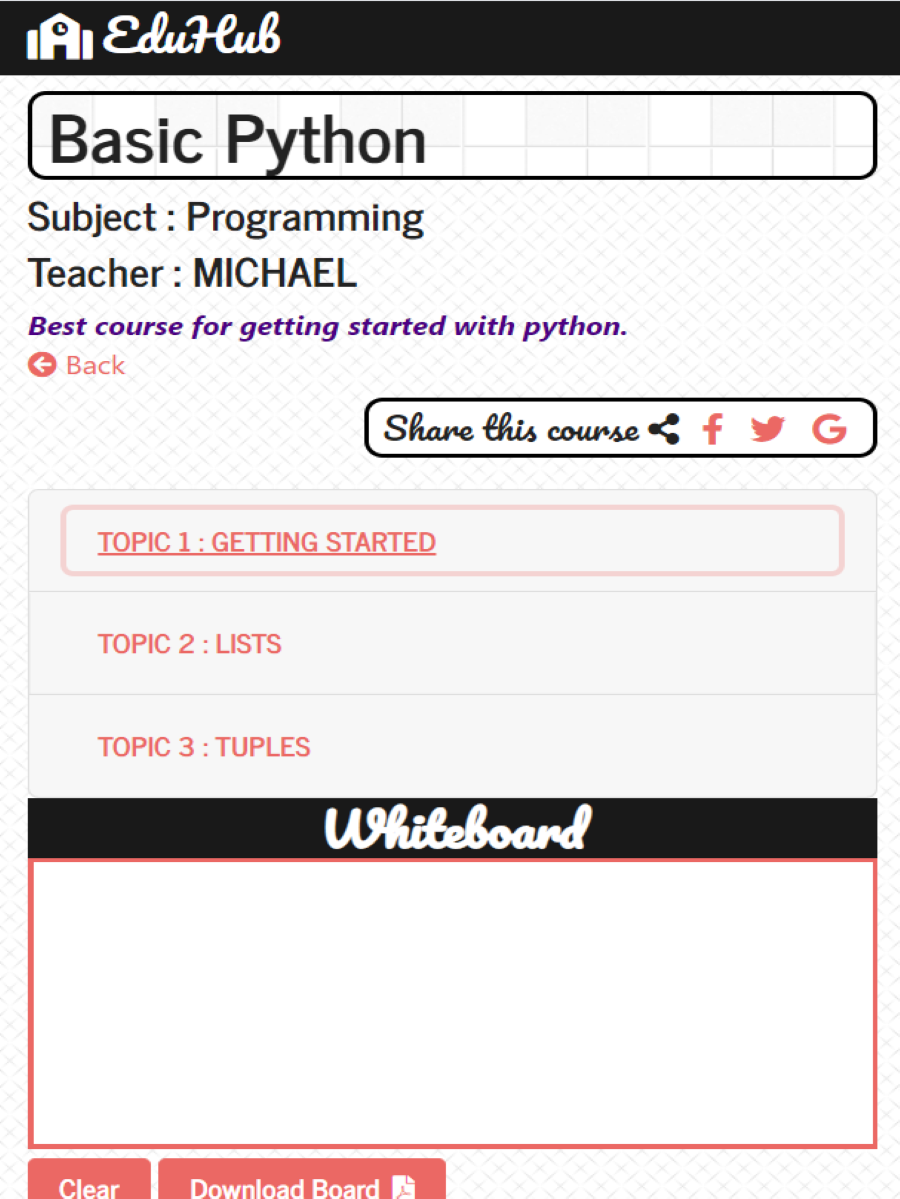 EduHub
Basic Python
Subject : Programming
Teacher : MICHAEL
Best course for getting started with python.
Back
Share this course
TOPIC 1 : GETTING STARTED
TOPIC 2 : LISTS
TOPIC 3 : TUPLES
Whiteboard
Clear Download Board